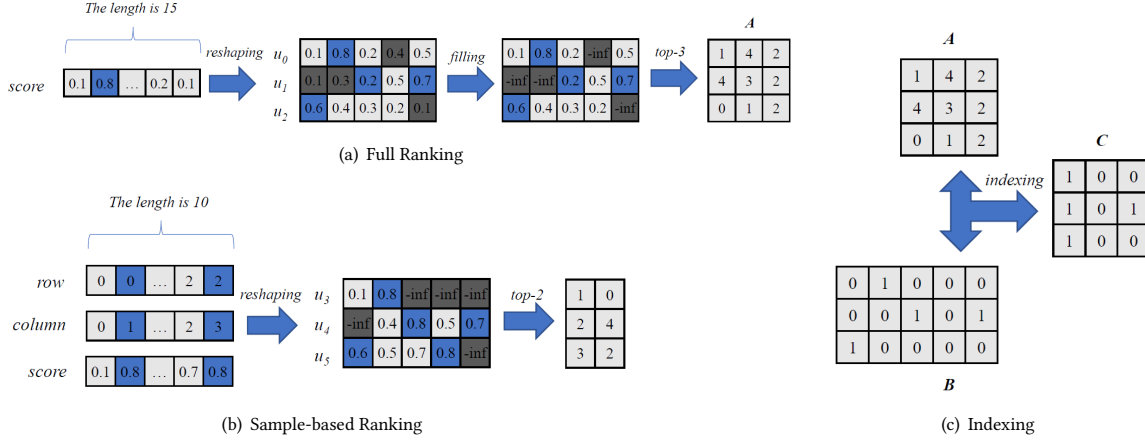 The length is 15
score 0.1 0.8 … 0.2 0.1
reshaping
u0 0.1 0.8 0.2 0.4 0.5
u1 0.1 0.3 0.2 0.5 0.7
u2 0.6 0.4 0.3 0.2 0.1
filling
0.1 0.8 0.2 -inf 0.5
-inf -inf 0.2 0.5 0.7
0.6 0.4 0.3 0.2 -inf
top-3
A
1 4 2
4 3 2
0 1 2
(a) Full Ranking
The length is 10
row 0 0 … 2 2
column 0 1 … 2 3
score 0.1 0.8 … 0.7 0.8
reshaping
u3 0.1 0.8 -inf -inf -inf
u4 -inf 0.4 0.8 0.5 0.7
u5 0.6 0.5 0.7 0.8 -inf
top-2
1 0
2 4
3 2
(b) Sample-based Ranking
A
1 4 2
4 3 2
0 1 2
indexing
C
1 0 0
1 0 1
1 0 0
0 1 0 0 0
0 0 1 0 1
1 0 0 0 0
B
(c) Indexing